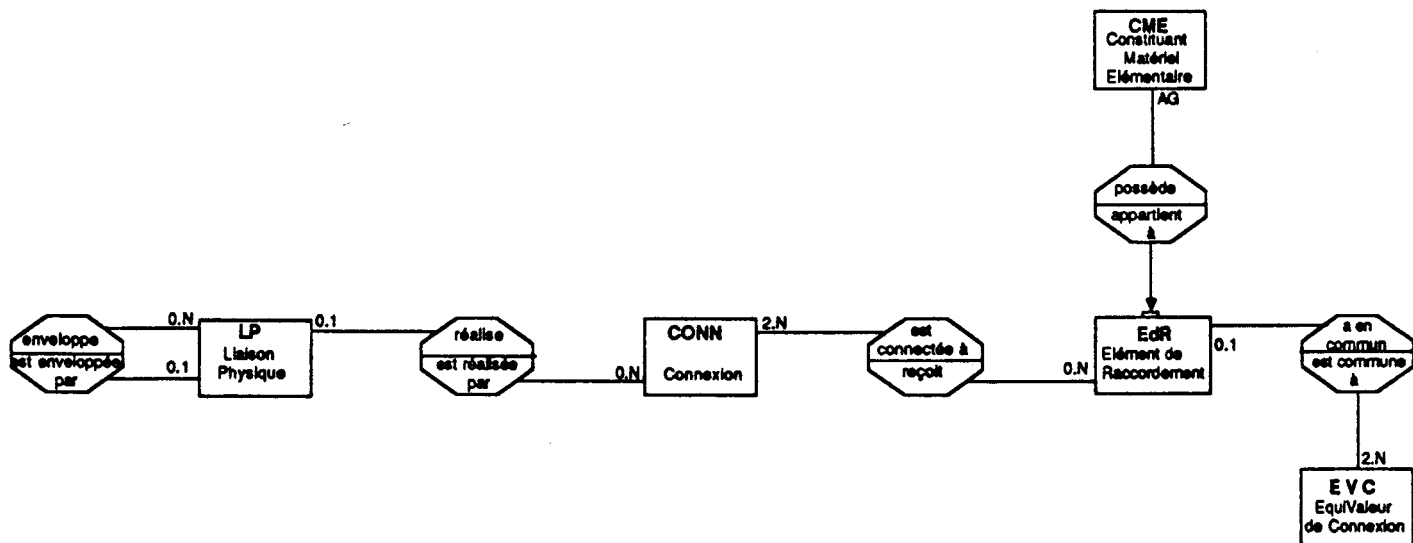 CME
Constituant
Matériel
Elémentaire
AG
possède
appartient
à
enveloppe
est enveloppée
par
0.N
0.1
LP
Liaison
Physique
0.1
réalise
est réalisée
par
0.N
CONN
Connexion
2.N
est
connectée à
reçoit
0.N
EdR
Elément de
Raccordement
0.1
a en
commun
est commune
à
2.N
E V C
EquiValeur
de Connexion